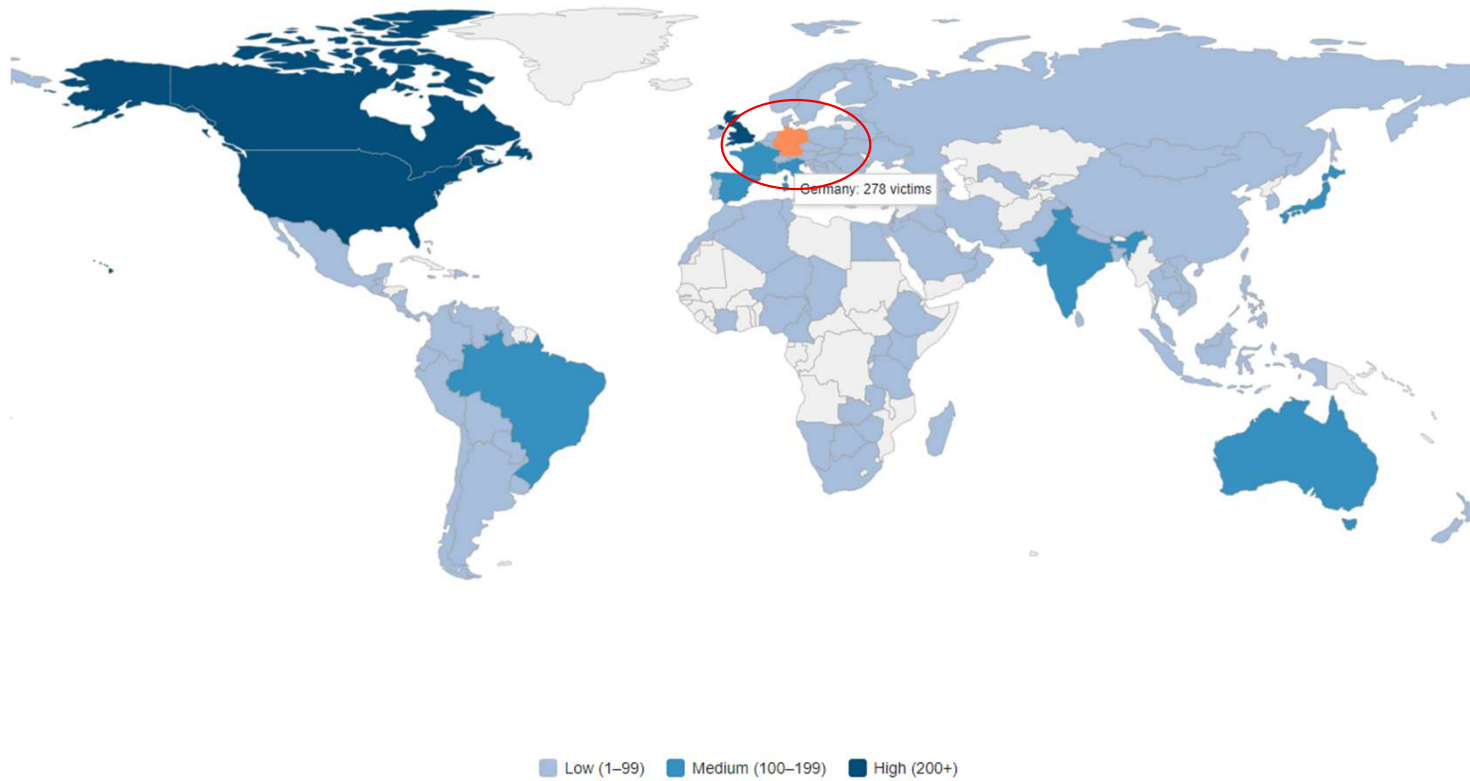 Germany: 278 victims
Low (1–99) Medium (100–199) High (200+)